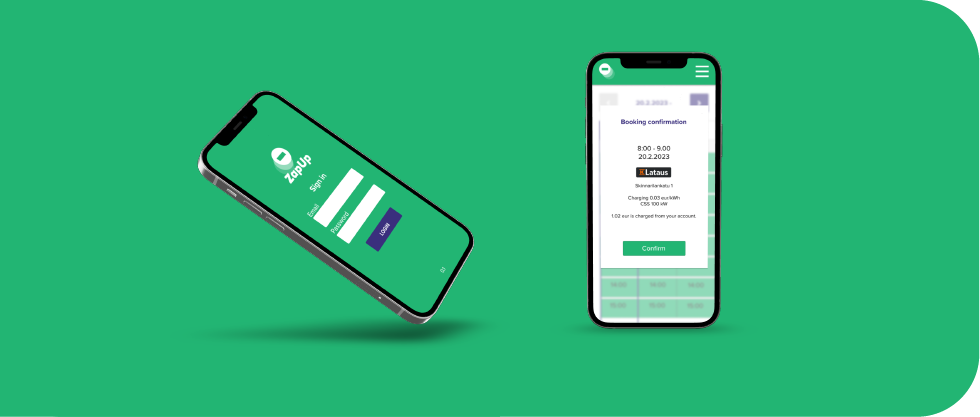 ZapUp
Sign in
Email
Password
LOGIN
20.2.2023 -
Booking confirmation
8:00 - 9.00
20.2.2023
K Lataus
Skinnarilankatu 1
Charging 0.03 eur/kWh
CSS 100 kW
1.02 eur is charged from your account
Confirm